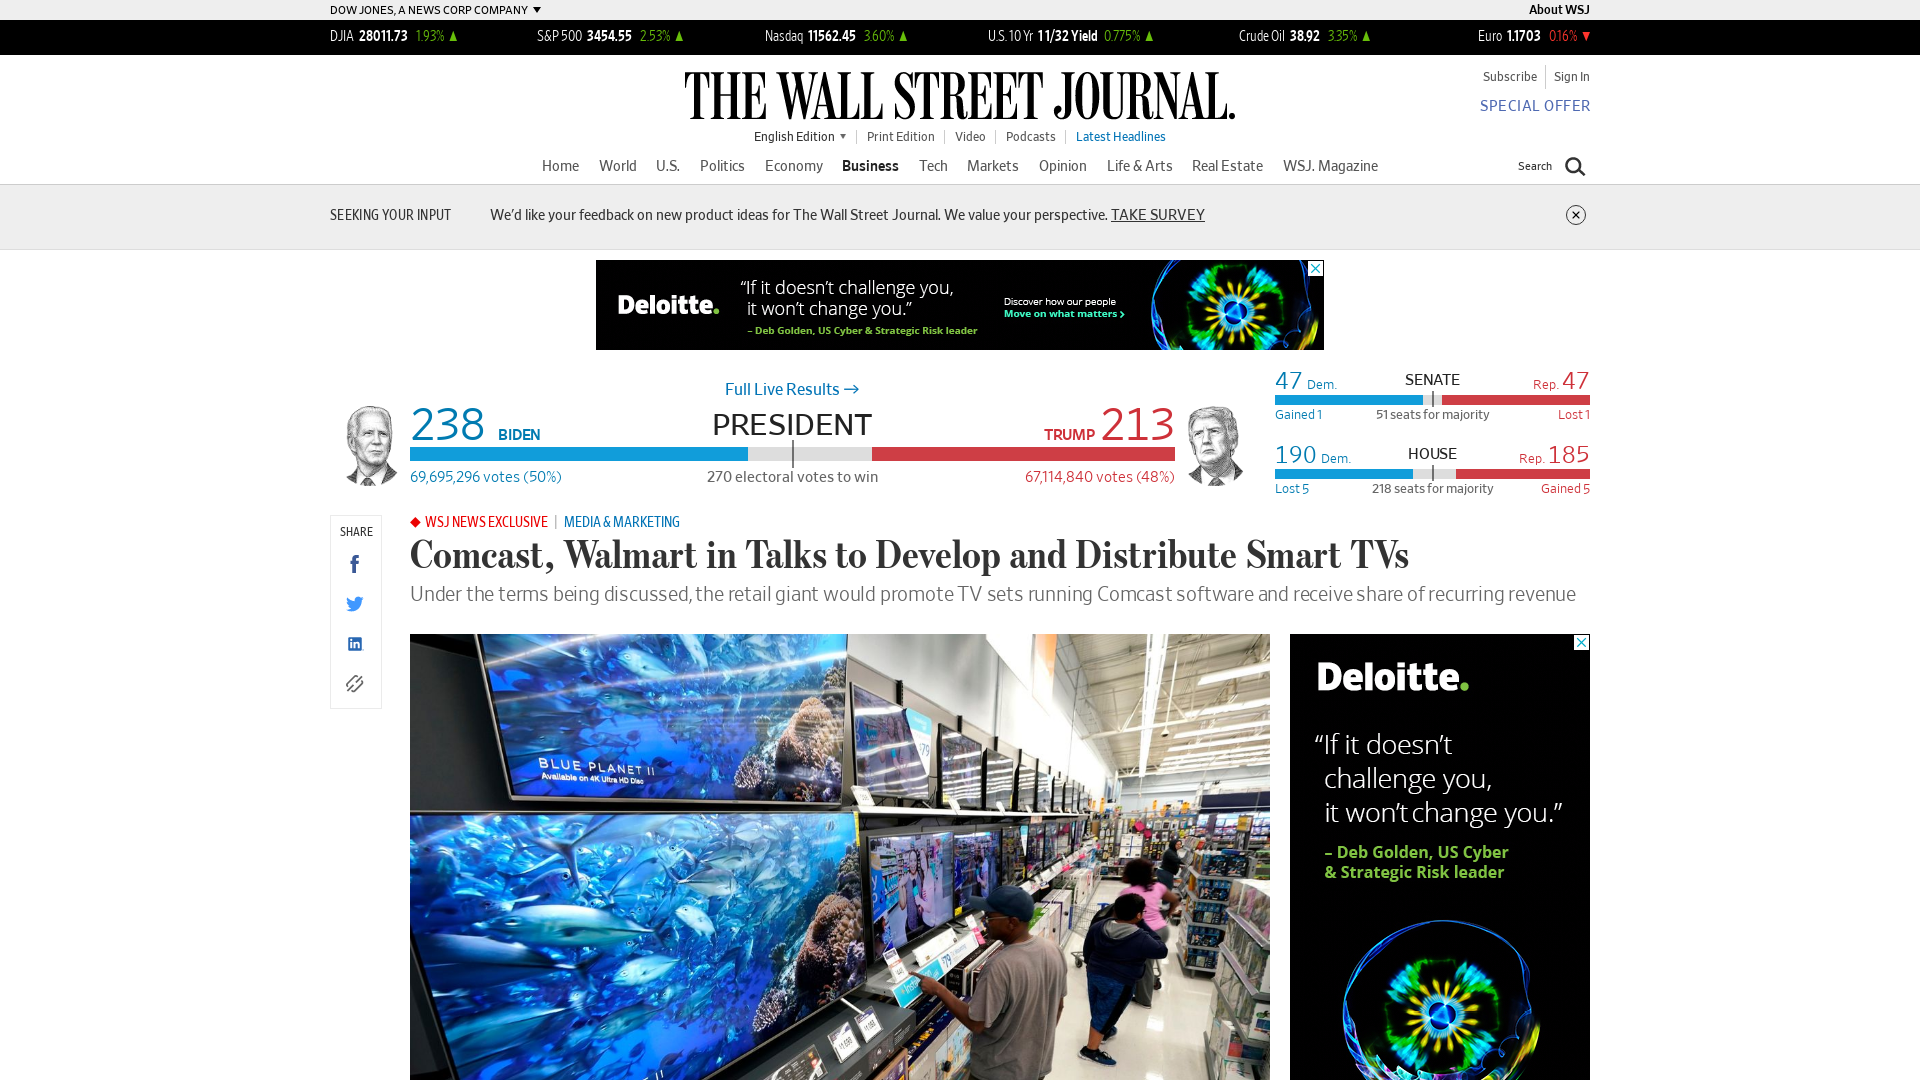 DOW JONES, A NEWS CORP COMPANY
About WSJ
DJIA 28011.73 1.93%
S&P 500 3454.55 2.53%
Nasdaq 11562.45 3.60%
U.S. 10 Yr 11/32 Yield 0.775%
Crude Oil 38.92 3.35%
Euro 1.1703 0.16%
THE WALL STREET JOURNAL.
Subscribe
Sign In
SPECIAL OFFER
English Edition
Print Edition
Video
Podcasts
Latest Headlines
Home
World
U.S.
Politics
Economy
Business
Tech
Markets
Opinion
Life & Arts
Real Estate
WSJ. Magazine
Search
SEEKING YOUR INPUT
We’d like your feedback on new product ideas for The Wall Street Journal. We value your perspective. TAKE SURVEY
Deloitte.
“If it doesn’t challenge you,
it won’t change you.”
– Deb Golden, US Cyber & Strategic Risk leader
Discover how our people
Move on what matters
Full Live Results
238 BIDEN
PRESIDENT
TRUMP 213
69,695,296 votes (50%)
270 electoral votes to win
67,114,840 votes (48%)
47 Dem.
SENATE
Rep. 47
Gained 1
51 seats for majority
Lost 1
190 Dem.
HOUSE
Rep. 185
Lost 5
218 seats for majority
Gained 5
SHARE
WSJ NEWS EXCLUSIVE
MEDIA & MARKETING
Comcast, Walmart in Talks to Develop and Distribute Smart TVs
Under the terms being discussed, the retail giant would promote TV sets running Comcast software and receive share of recurring revenue
BLUE PLANET II
Available on 4K Ultra HD Disc
$79
BLUE PLANET II
Deloitte.
“If it doesn’t
challenge you,
it won’t change you.”
– Deb Golden, US Cyber
& Strategic Risk leader